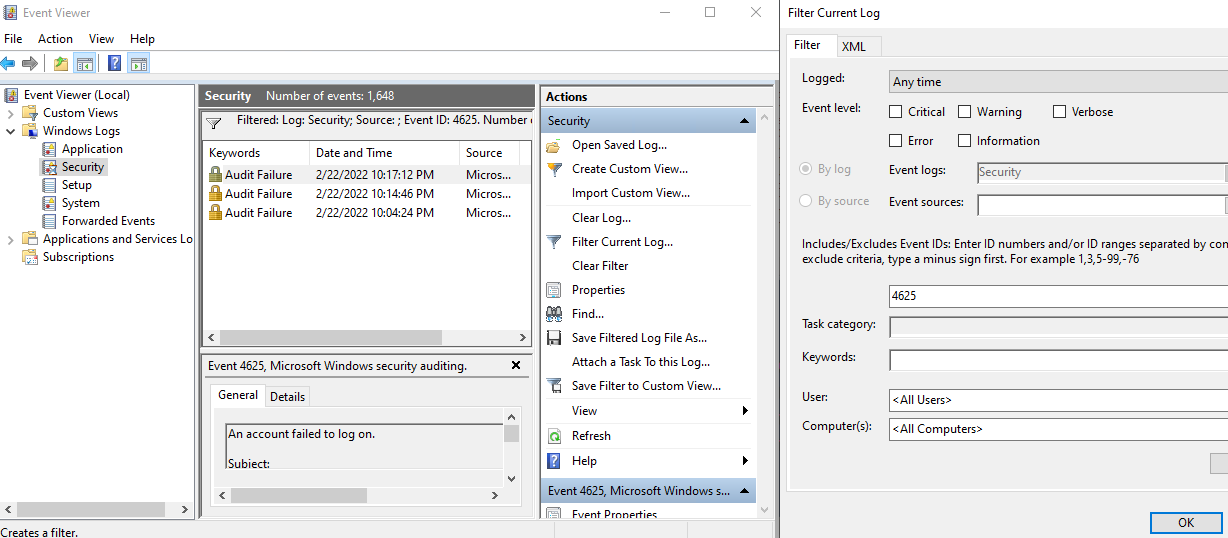 Event Viewer
File Action View Help
Event Viewer (Local)
Custom Views
Windows Logs
Application
Security
Setup
System
Forwarded Events
Applications and Services Lo
Subscriptions
Creates a filter.
Security Number of events: 1,648
Filtered: Log: Security; Source: ; Event ID: 4625. Number
Keywords Date and Time Source
Audit Failure 2/22/2022 10:17:12 PM Micros...
Audit Failure 2/22/2022 10:14:46 PM Micros...
Audit Failure 2/22/2022 10:04:24 PM Micros...
Event 4625, Microsoft Windows security auditing.
General Details
An account failed to log on.
Subject:
Actions
Security
Open Saved Log...
Create Custom View...
Import Custom View...
Clear Log...
Filter Current Log...
Clear Filter
Properties
Find...
Save Filtered Log File As...
Attach a Task To this Log...
Save Filter to Custom View...
View
Refresh
Help
Event 4625, Microsoft Windows s...
Event Properties
Filter Current Log
Filter XML
Logged: Any time
Event level: Critical Warning Verbose
Error Information
By log Event logs: Security
By source Event sources:
Includes/Excludes Event IDs: Enter ID numbers and/or ID ranges separated by com
exclude criteria, type a minus sign first. For example 1,3,5-99,-76
4625
Task category:
Keywords:
User: <All Users>
Computer(s): <All Computers>
OK